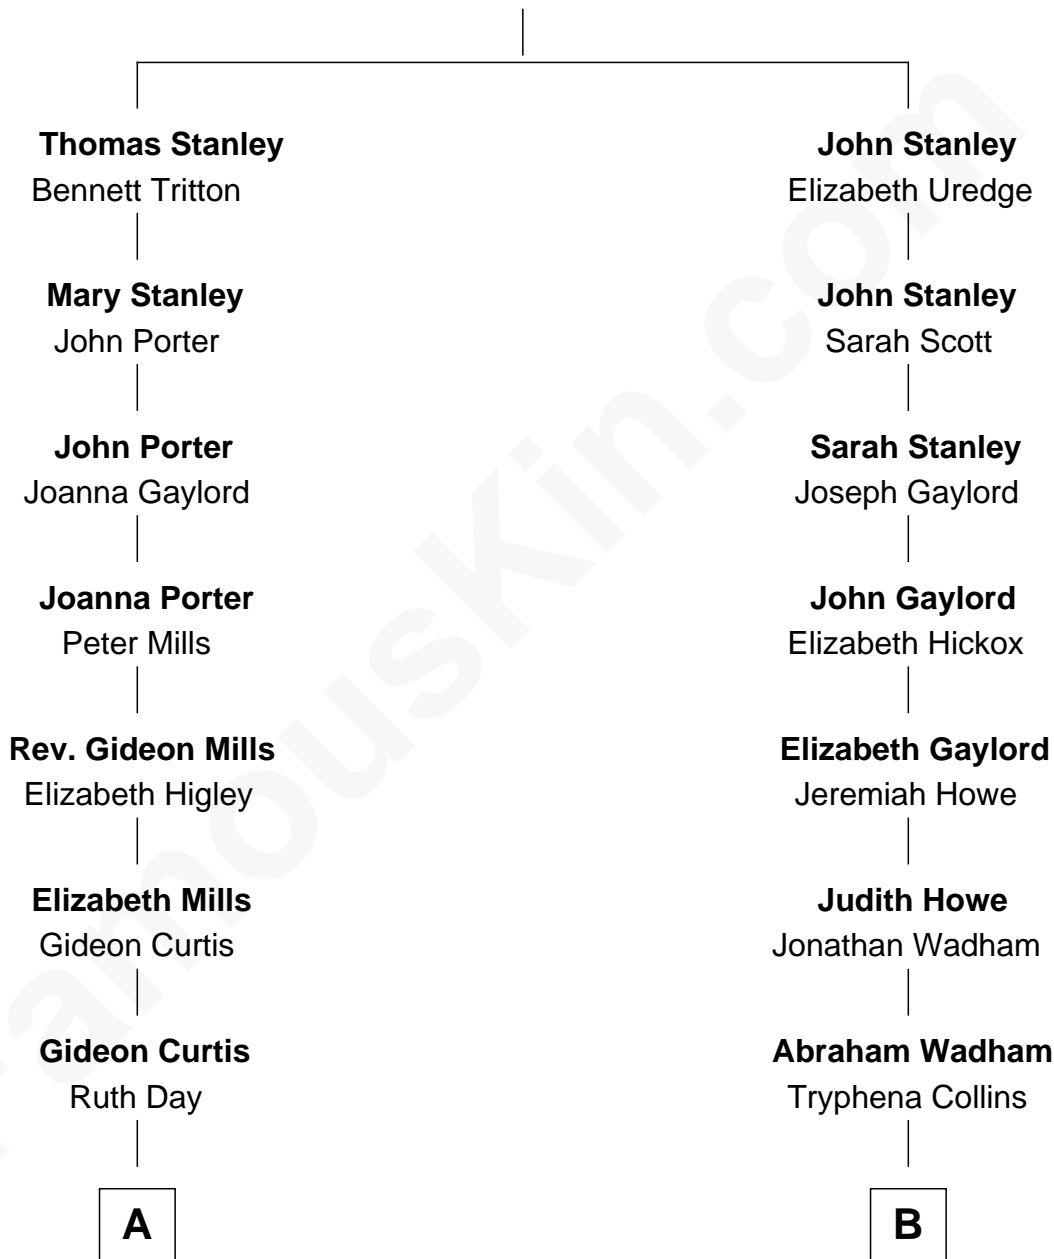 Thomas Stanley
Bennett Tritton
Mary Stanley
John Porter
John Porter
Joanna Gaylord
Joanna Porter
Peter Mills
Rev. Gideon Mills
Elizabeth Higley
Elizabeth Mills
Gideon Curtis
Gideon Curtis
Ruth Day
A
John Stanley
Elizabeth Uredge
John Stanley
Sarah Scott
Sarah Stanley
Joseph Gaylord
John Gaylord
Elizabeth Hickox
Elizabeth Gaylord
Jeremiah Howe
Judith Howe
Jonathan Wadham
Abraham Wadham
Tryphena Collins
B
FamousKin.com